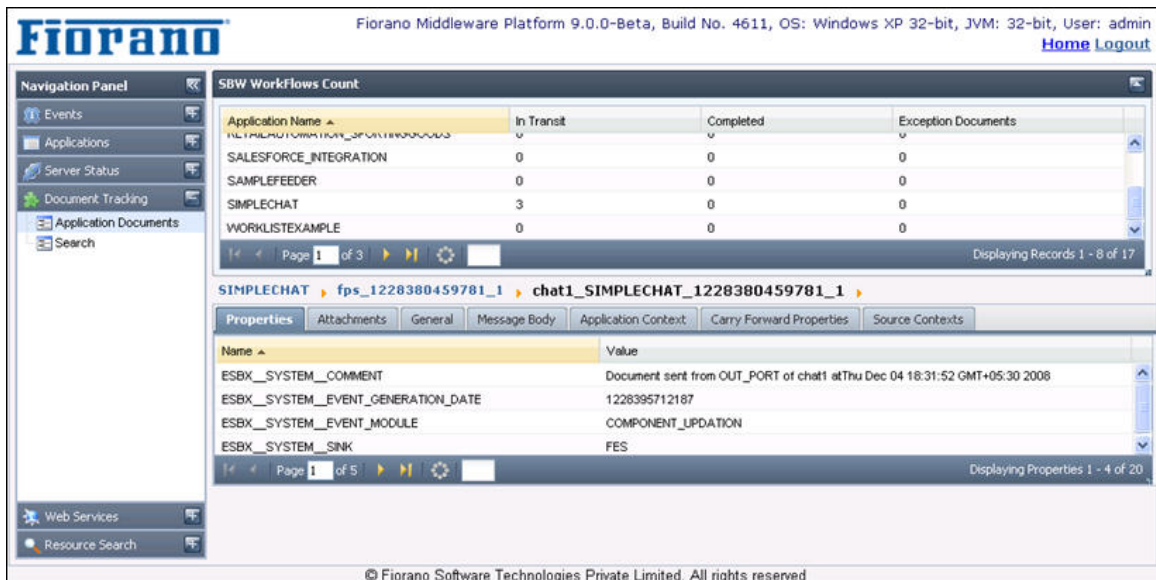 Fiorano
Fiorano Middleware Platform 9.0.0-Beta, Build No. 4611, OS: Windows XP 32-bit, JVM: 32-bit, User: admin
Home Logout
Navigation Panel
Events
Applications
Server Status
Document Tracking
Application Documents
Search
Web Services
Resource Search
SBW WorkFlows Count
Application Name In Transit Completed Exception Documents
RETAILAUTOMATION_SPORTINGGOODS 0 0 0
SALESFORCE_INTEGRATION 0 0 0
SAMPLEFEEDER 0 0 0
SIMPLECHAT 3 0 0
WORKLISTEXAMPLE 0 0 0
Page 1 of 3 Displaying Records 1 - 8 of 17
SIMPLECHAT fps_1228380459781_1 chat1_SIMPLECHAT_1228380459781_1
Properties Attachments General Message Body Application Context Carry Forward Properties Source Contexts
Name Value
ESBX__SYSTEM__COMMENT Document sent from OUT_PORT of chat1 atThu Dec 04 18:31:52 GMT+05:30 2008
ESBX__SYSTEM__EVENT_GENERATION_DATE 1228395712187
ESBX__SYSTEM__EVENT_MODULE COMPONENT_UPDATION
ESBX__SYSTEM__SINK FES
Page 1 of 5 Displaying Properties 1 - 4 of 20
© Fiorano Software Technologies Private Limited. All rights reserved